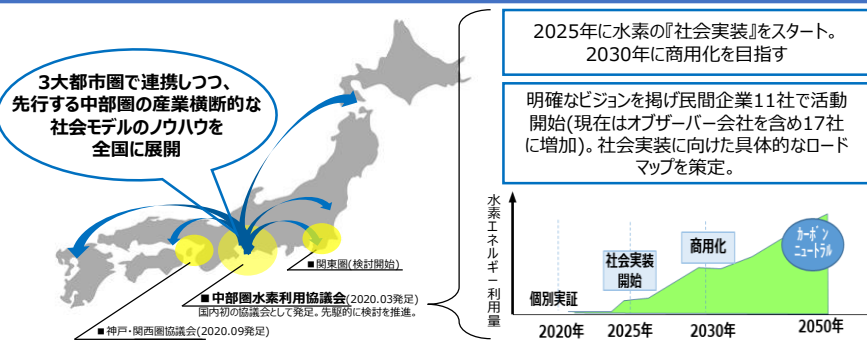 3大都市圏で連携しつつ、
先行する中部圏の産業横断的な
社会モデルのノウハウを
全国に展開
■関東圏(検討開始)
■中部圏水素利用協議会(2020.03発足)
国内初の協議会として発足。先駆的に検討を推進。
■神戸・関西圏協議会(2020.09発足)
2025年に水素の『社会実装』をスタート。
2030年に商用化を目指す
明確なビジョンを掲げ民間企業11社で活動
開始(現在はオブザーバー会社を含め17社
に増加)。社会実装に向けた具体的なロード
マップを策定。
水素エネルギー利用量
個別実証
社会実装
開始
商用化
カーボン
ニュートラル
2020年
2025年
2030年
2050年